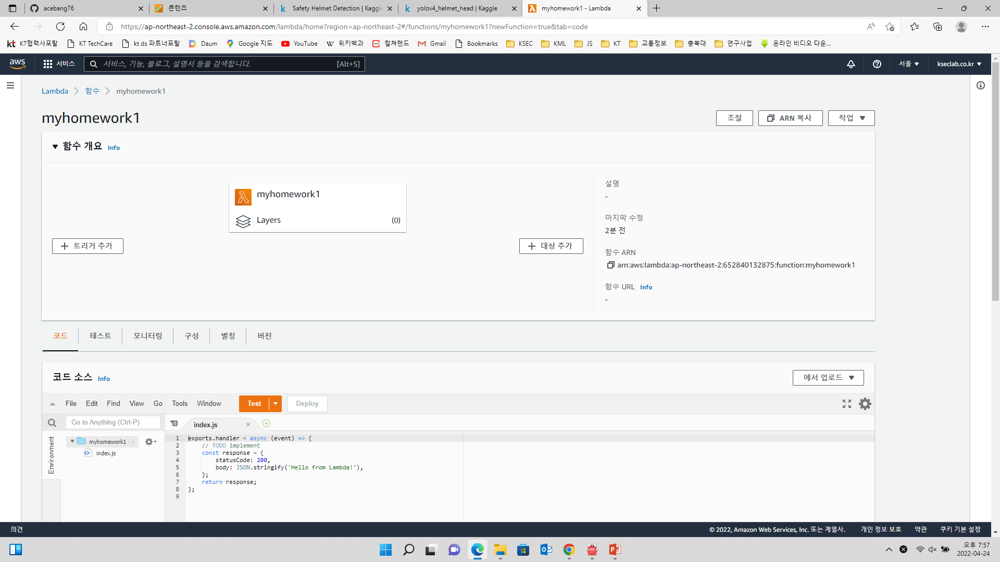 acebang76
콘텐츠
Safety Helmet Detection | Kaggle
yolov4_helmet_head | Kaggle
myhomework1 - Lambda
https://ap-northeast-2.console.aws.amazon.com/lambda/home?region=ap-northeast-2#/functions/myhomework1?newFunction=true&tab=code
kt KT협력사포탈
KT TechCare
kt ds 파트너포탈
Daum
Google 지도
YouTube
W 위키백과
컬쳐랜드
Gmail
Bookmarks
KSEC
KML
JS
KT
교통정보
충북대
연구사업
온라인 비디오 다운...
aws
서비스
서비스, 기능, 블로그, 설명서 등을 검색합니다.
[Alt+S]
서울
kseclab.co.kr
Lambda
함수
myhomework1
myhomework1
조절
ARN 복사
작업
함수 개요 Info
myhomework1
Layers
(0)
트리거 추가
대상 추가
설명
-
마지막 수정
2분 전
함수 ARN
arn:aws:lambda:ap-northeast-2:652840132875:function:myhomework1
함수 URL Info
-
코드
테스트
모니터링
구성
별칭
버전
코드 소스 Info
에서 업로드
File
Edit
Find
View
Go
Tools
Window
Test
Deploy
Go to Anything (Ctrl-P)
index.js
Environment
myhomework1 - /
index.js
1 exports.handler = async (event) => {
2 // TODO implement
3 const response = {
4 statusCode: 200,
5 body: JSON.stringify('Hello from Lambda!'),
6 };
7 return response;
8 };
9
의견
© 2022, Amazon Web Services, Inc. 또는 계열사.
개인 정보 보호
약관
쿠키 기본 설정
오후 7:57
2022-04-24